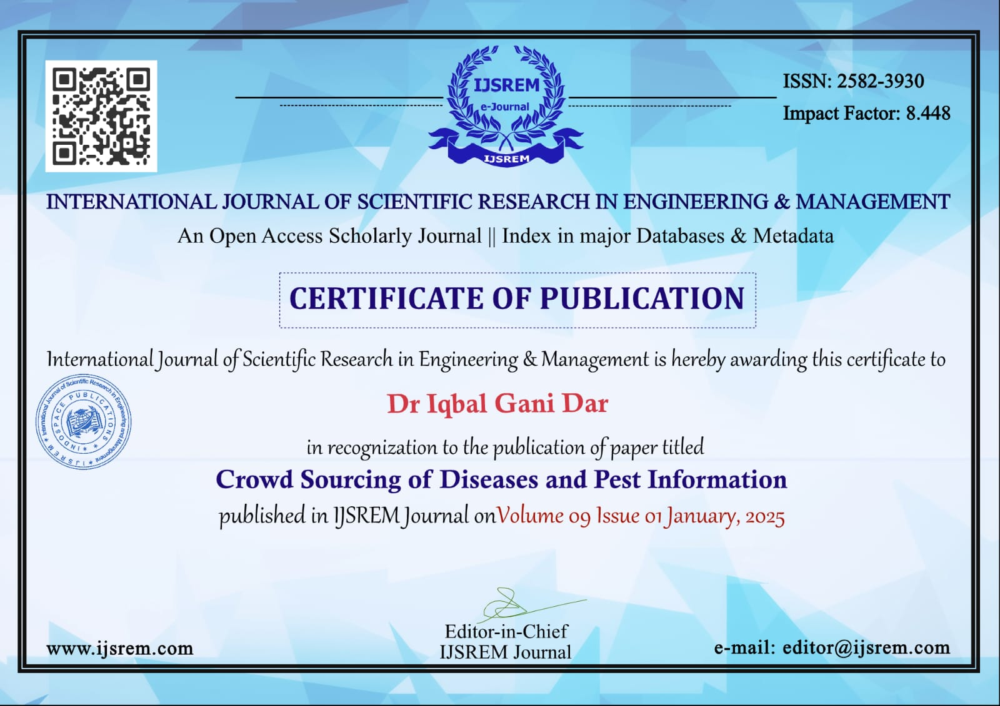 IJSREM
e-Journal
IJSREM
ISSN: 2582-3930
Impact Factor: 8.448
INTERNATIONAL JOURNAL OF SCIENTIFIC RESEARCH IN ENGINEERING & MANAGEMENT
An Open Access Scholarly Journal || Index in major Databases & Metadata
CERTIFICATE OF PUBLICATION
International Journal of Scientific Research in Engineering & Management is hereby awarding this certificate to
International Journal of Scientific Research in Engineering and Management
★ IJSREM ★
INDOSPACE PUBLICATIONS
Dr Iqbal Gani Dar
in recognization to the publication of paper titled
Crowd Sourcing of Diseases and Pest Information
published in IJSREM Journal onVolume 09 Issue 01 January, 2025
Editor-in-Chief
IJSREM Journal
www.ijsrem.com
e-mail: editor@ijsrem.com